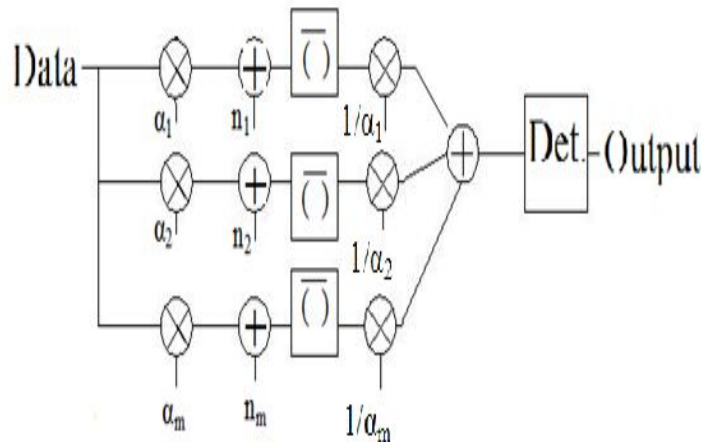 Data
α₁
n₁
( )
1/α₁
α₂
n₂
( )
1/α₂
Det.
Output
αₘ
nₘ
( )
1/αₘ